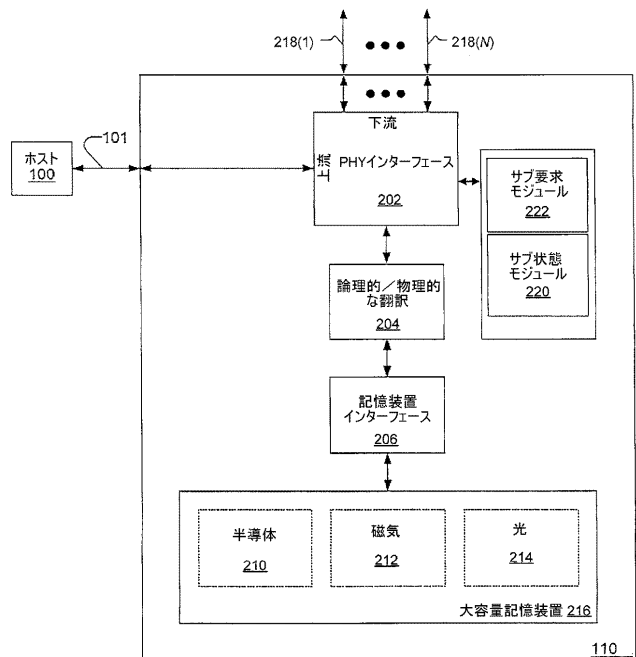 218(1)
218(N)
下流
101
ホスト
100
上流
PHYインターフェース
202
サブ要求
モジュール
222
サブ状態
モジュール
220
論理的／物理的
な翻訳
204
記憶装置
インターフェース
206
半導体
210
磁気
212
光
214
大容量記憶装置 216
110